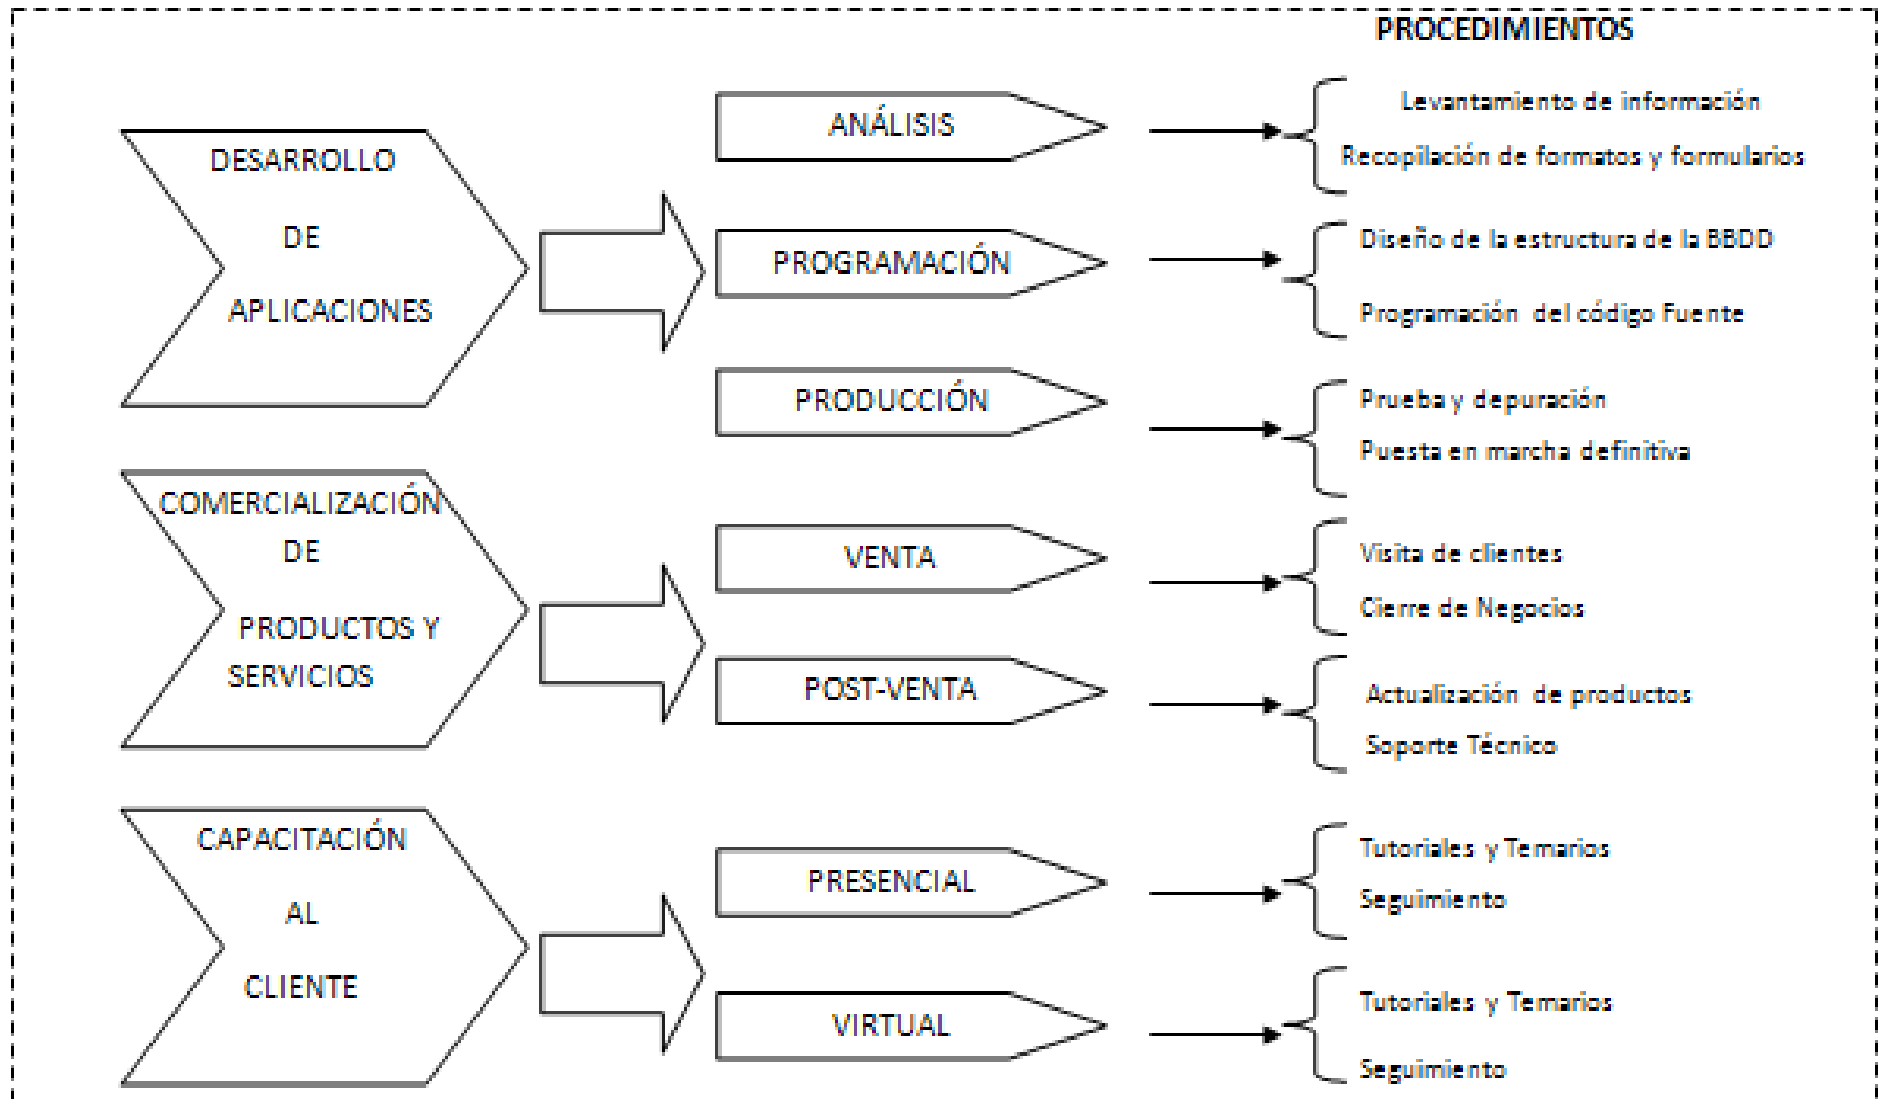 PROCEDIMIENTOS
DESARROLLO
DE
APLICACIONES
ANÁLISIS
Levantamiento de información
Recopilación de formatos y formularios
PROGRAMACIÓN
Diseño de la estructura de la BBDD
Programación del código Fuente
PRODUCCIÓN
Prueba y depuración
Puesta en marcha definitiva
COMERCIALIZACIÓN
DE
PRODUCTOS Y
SERVICIOS
VENTA
Visita de clientes
Cierre de Negocios
POST-VENTA
Actualización de productos
Soporte Técnico
CAPACITACIÓN
AL
CLIENTE
PRESENCIAL
Tutoriales y Temarios
Seguimiento
VIRTUAL
Tutoriales y Temarios
Seguimiento